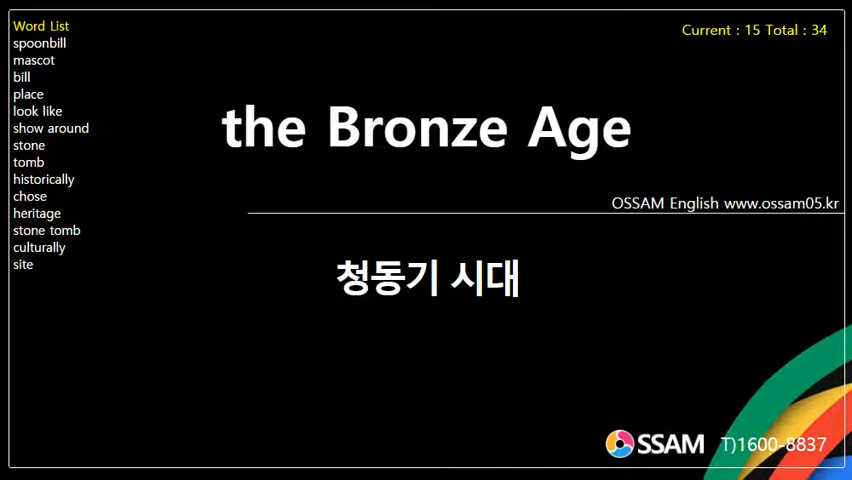 Word List
spoonbill
mascot
bill
place
look like
show around
stone
tomb
historically
chose
heritage
stone tomb
culturally
site
Current : 15 Total : 34
the Bronze Age
OSSAM English www.ossam05.kr
청동기 시대
OSSAM T)1600-8837